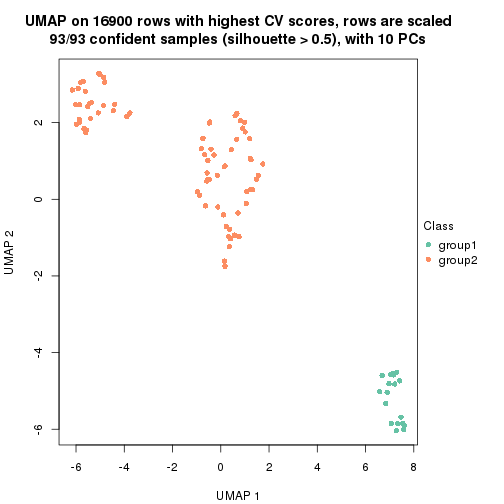 UMAP on 16900 rows with highest CV scores, rows are scaled
93/93 confident samples (silhouette > 0.5), with 10 PCs
2
0
-2
-4
-6
UMAP 2
-6 -4 -2 0 2 4 6 8
UMAP 1
Class
group1
group2